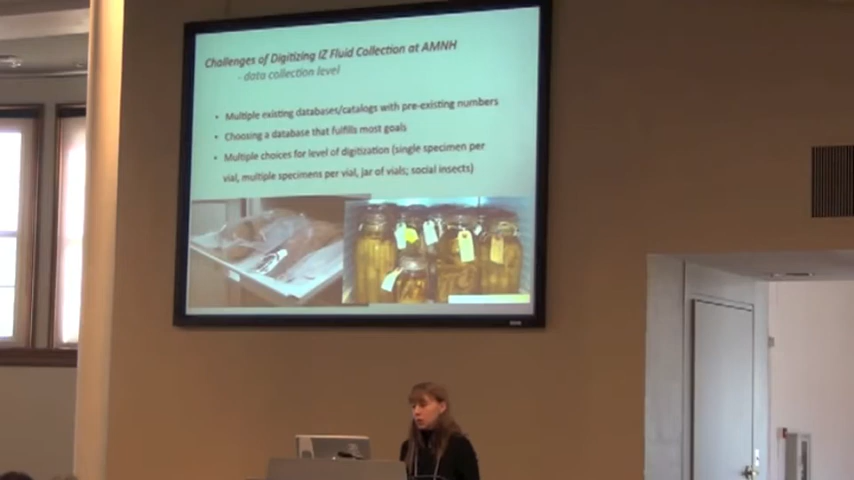 Challenges of Digitizing IZ Fluid Collection at AMNH
- data collection level
• Multiple existing databases/catalogs with pre-existing numbers
• Choosing a database that fulfills most goals
• Multiple choices for level of digitization (single specimen per
vial, multiple specimens per vial, jar of vials; social insects)